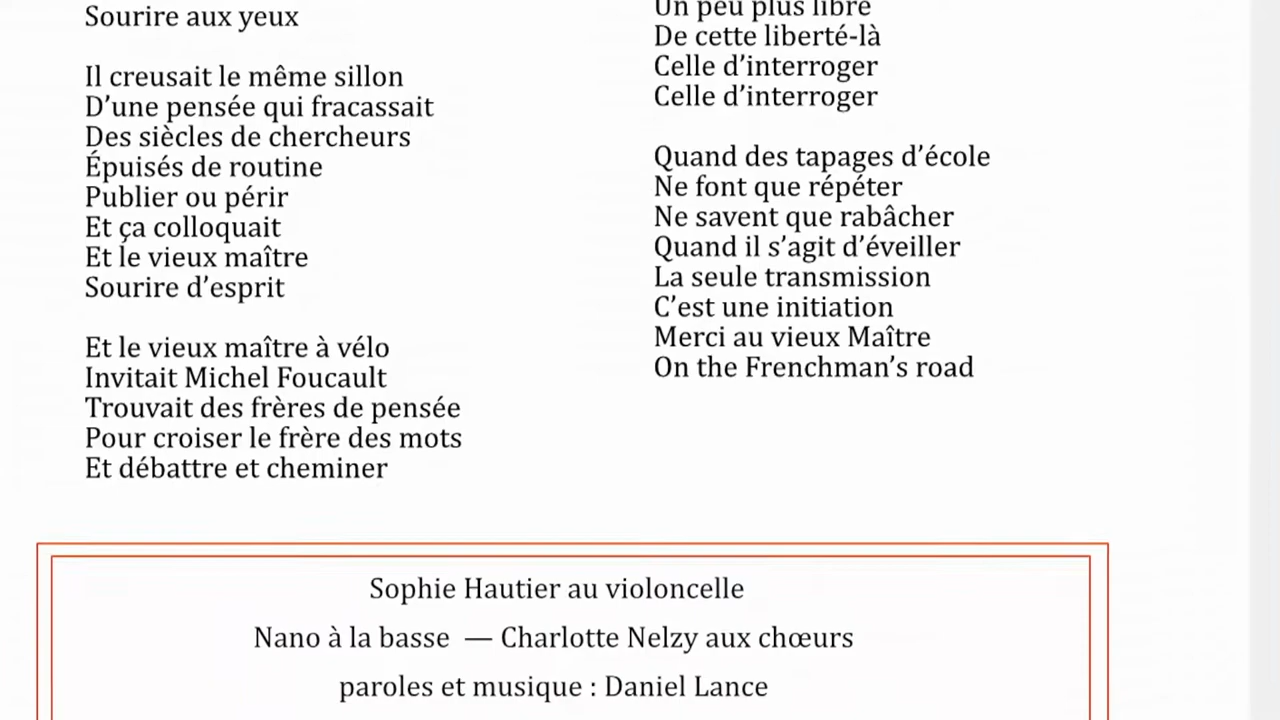 Sourire aux yeux
Il creusait le même sillon
D’une pensée qui fracassait
Des siècles de chercheurs
Épuisés de routine
Publier ou périr
Et ça colloquait
Et le vieux maître
Sourire d’esprit
Et le vieux maître à vélo
Invitait Michel Foucault
Trouvait des frères de pensée
Pour croiser le frère des mots
Et débattre et cheminer
Un peu plus libre
De cette liberté-là
Celle d’interroger
Celle d’interroger
Quand des tapages d’école
Ne font que répéter
Ne savent que rabâcher
Quand il s’agit d’éveiller
La seule transmission
C’est une initiation
Merci au vieux Maître
On the Frenchman’s road
Sophie Hautier au violoncelle
Nano à la basse — Charlotte Nelzy aux chœurs
paroles et musique : Daniel Lance